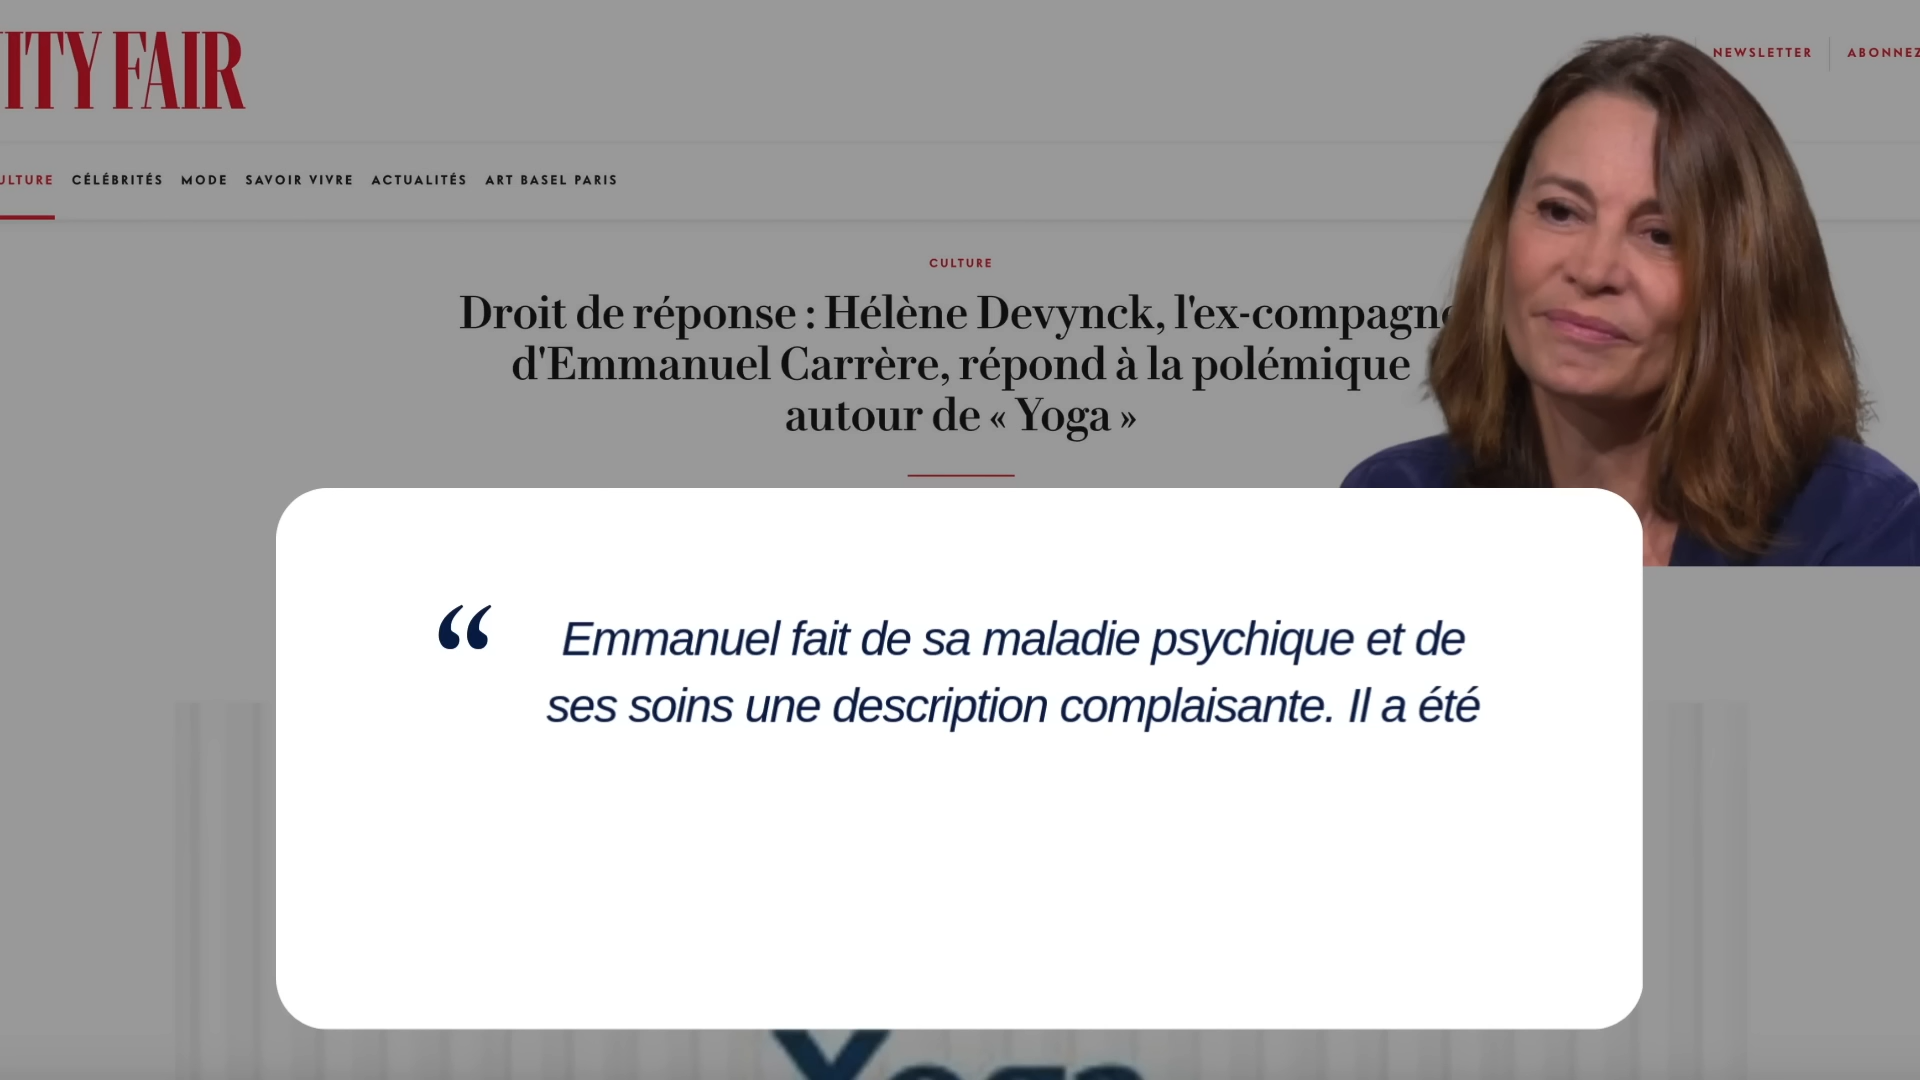 ITY FAIR
NEWSLETTER
ABONNEZ
ULTURE CÉLÉBRITÉS MODE SAVOIR VIVRE ACTUALITÉS ART BASEL PARIS
CULTURE
Droit de réponse : Hélène Devynck, l'ex-compagne
d'Emmanuel Carrère, répond à la polémique
autour de « Yoga »
“ Emmanuel fait de sa maladie psychique et de
ses soins une description complaisante. Il a été
Yoga